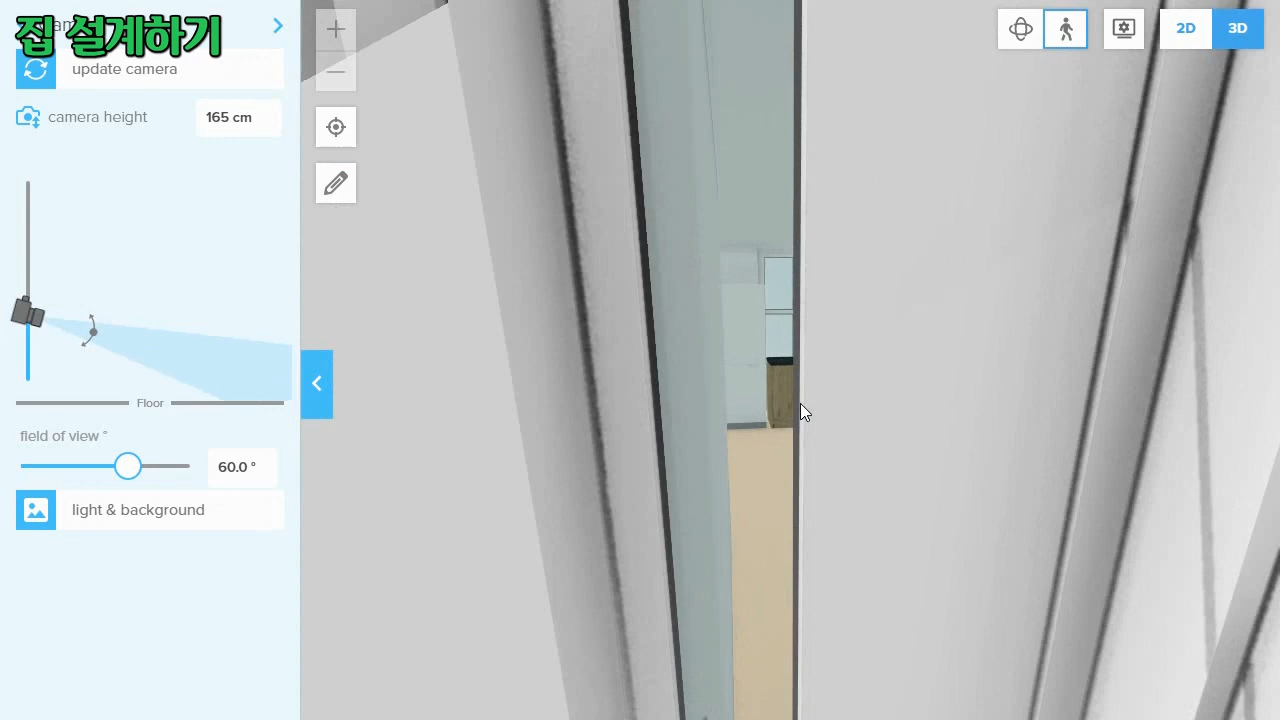 집 설계하기
update camera
camera height
165 cm
Floor
field of view °
60.0 °
light & background
2D
3D